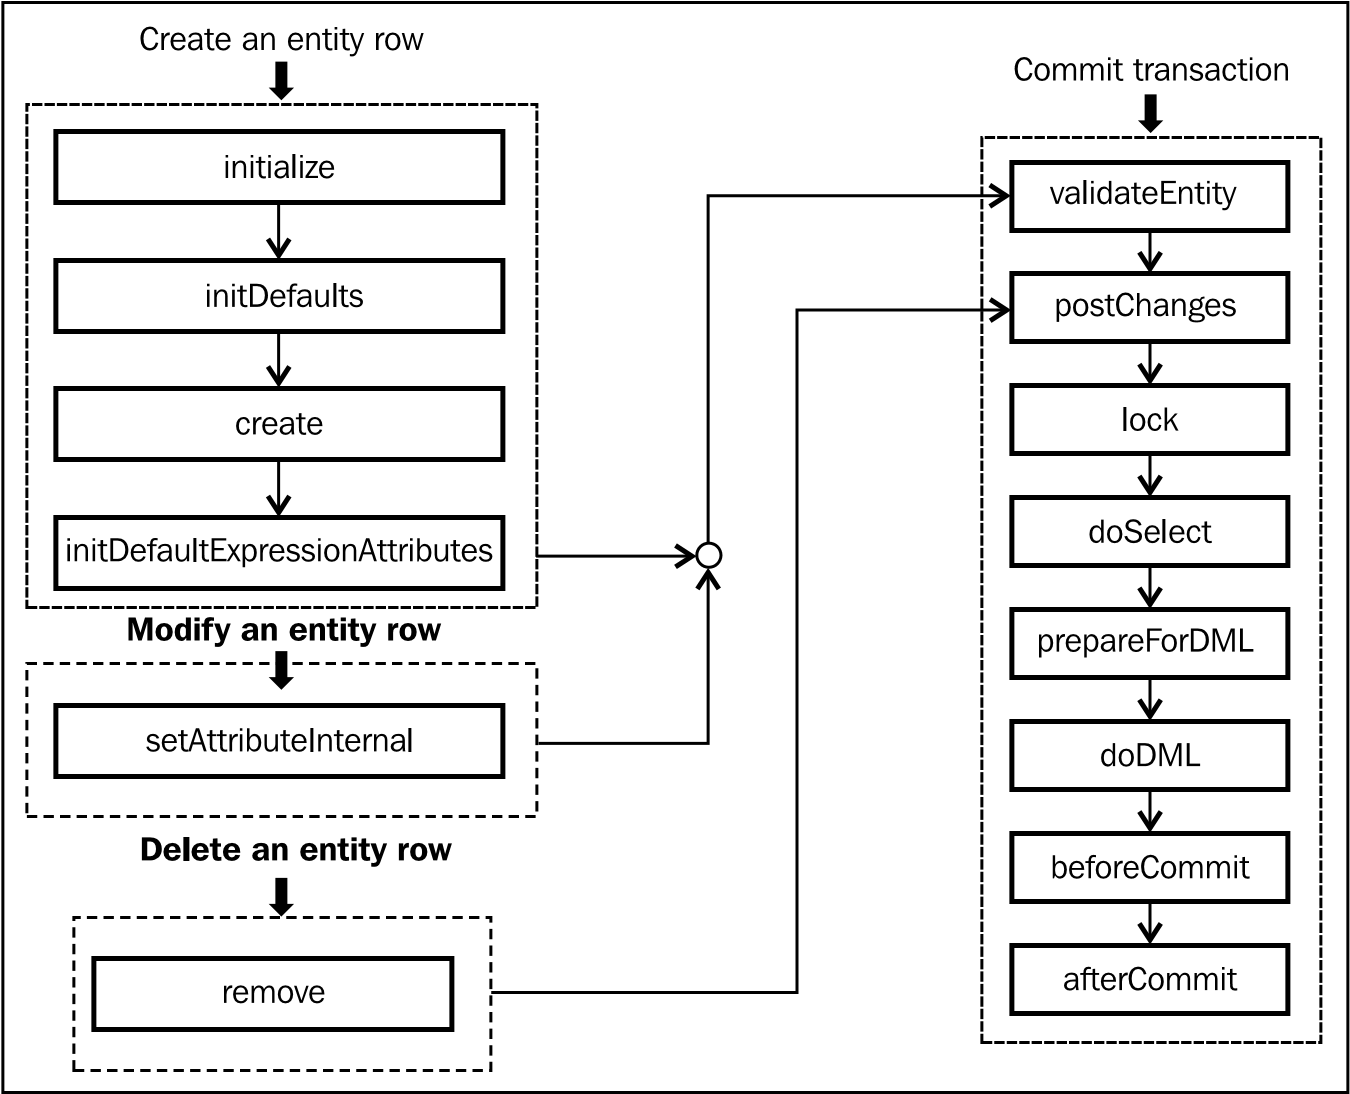 Create an entity row
initialize
initDefaults
create
initDefaultExpressionAttributes
Modify an entity row
setAttributeInternal
Delete an entity row
remove
Commit transaction
validateEntity
postChanges
lock
doSelect
prepareForDML
doDML
beforeCommit
afterCommit